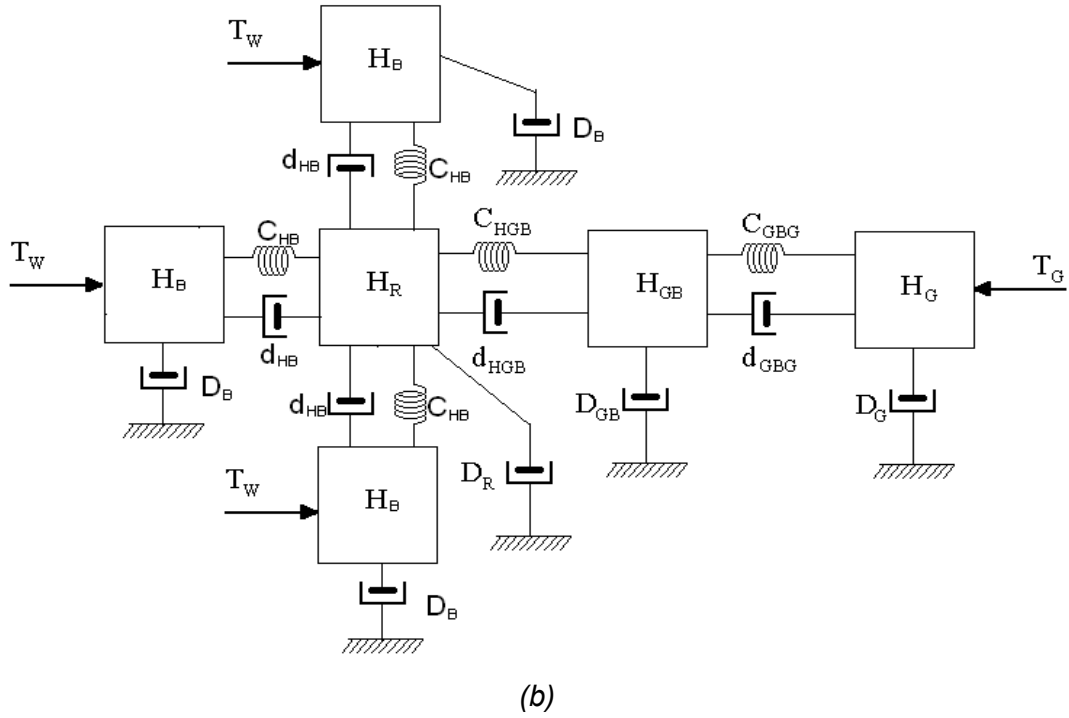 T_W
H_B
D_B
d_HB
C_HB
C_HGB
C_GBG
C_HB
T_W
H_B
H_R
H_GB
H_G
T_G
d_HB
d_HGB
d_GBG
D_B
d_HB
C_HB
D_GB
D_G
T_W
H_B
D_R
D_B
(b)